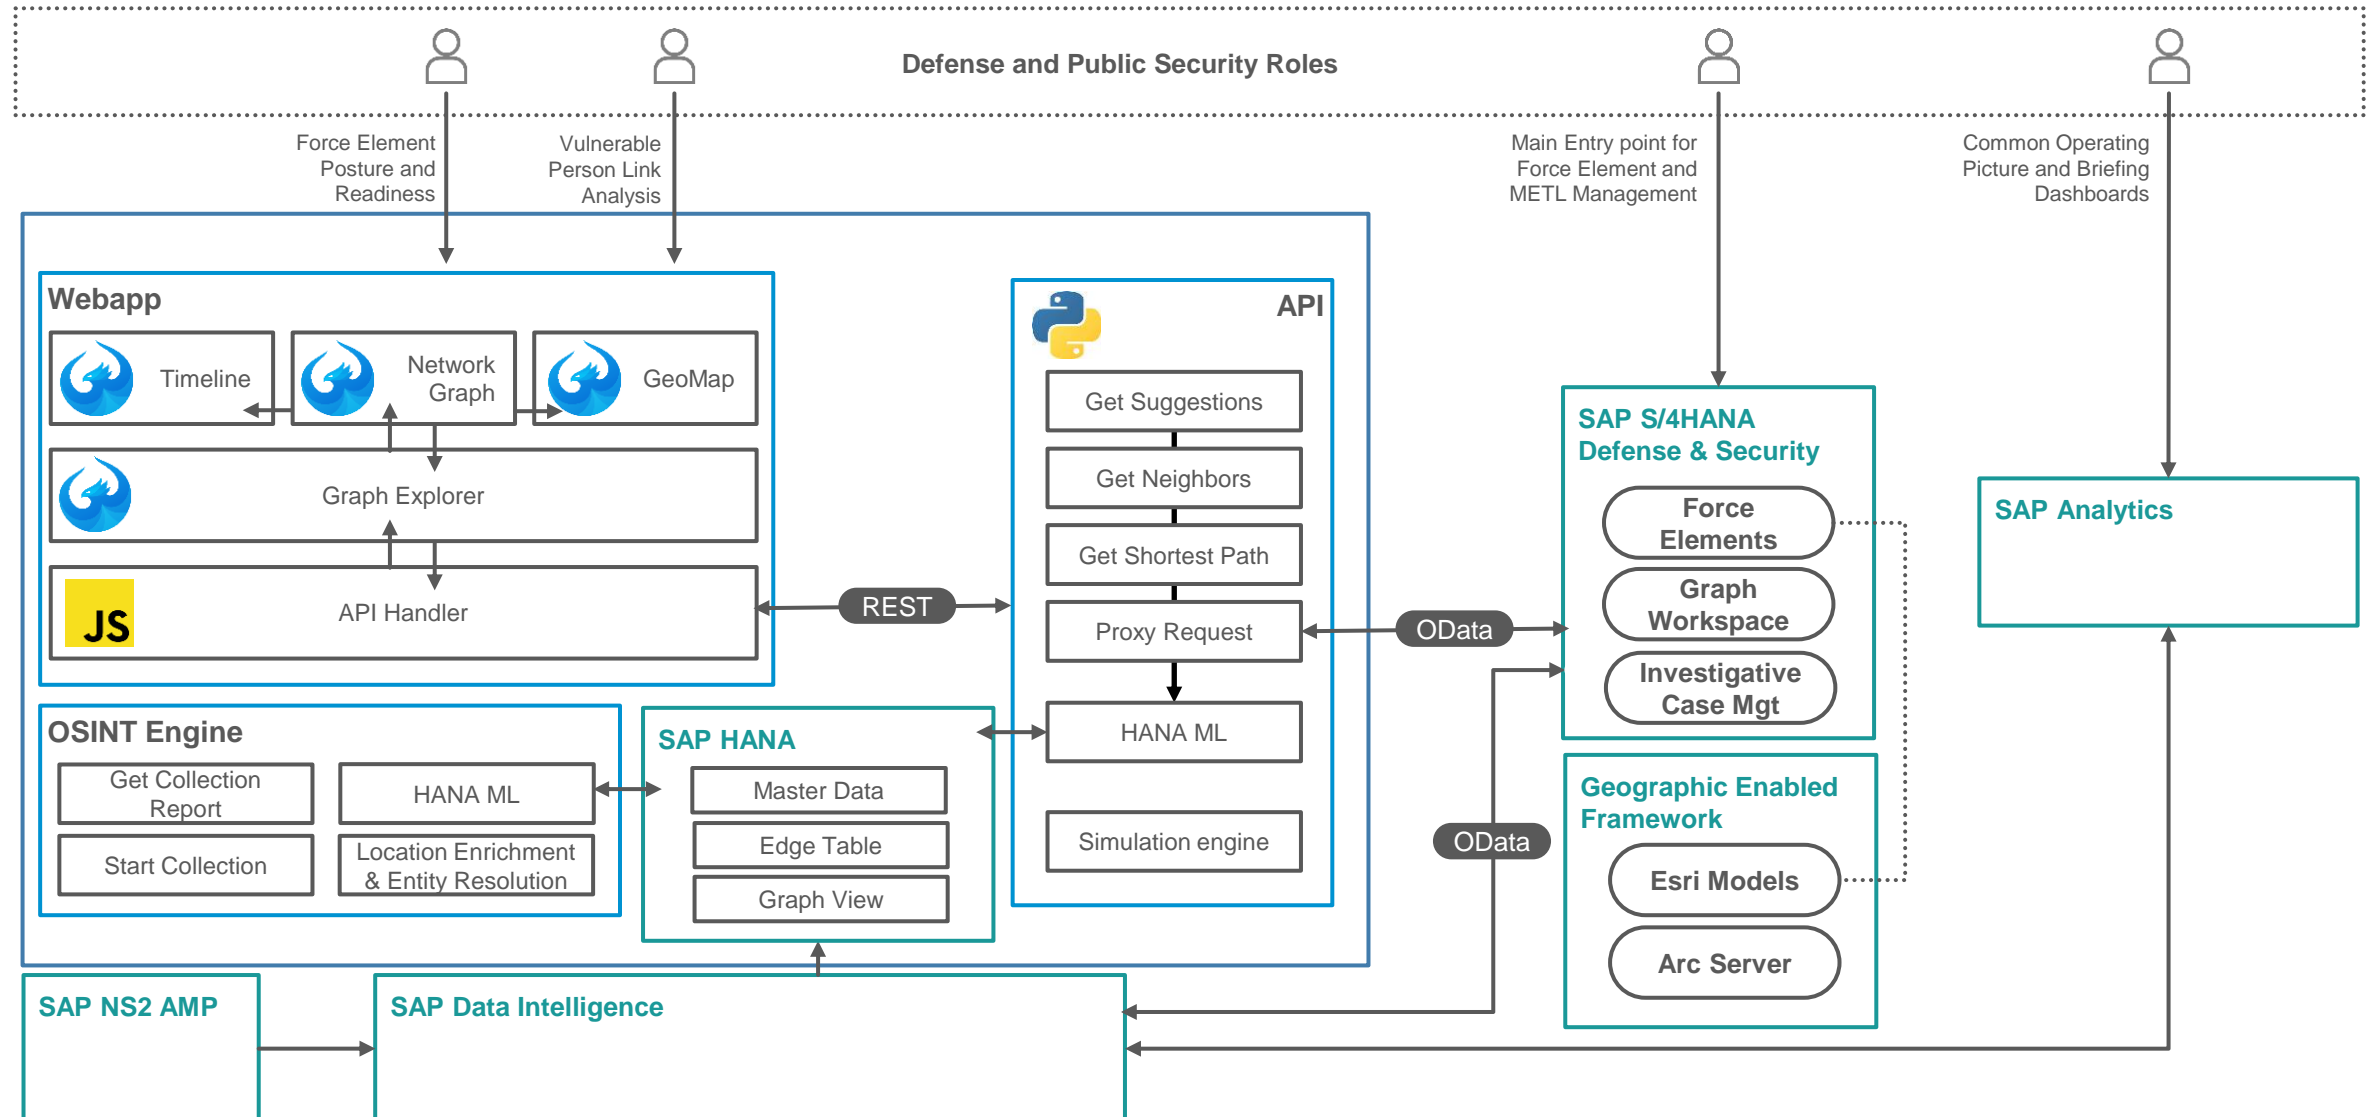 Defense and Public Security Roles
Force Element
Posture and
Readiness
Vulnerable
Person Link
Analysis
Main Entry point for
Force Element and
METL Management
Common Operating
Picture and Briefing
Dashboards
Webapp
Timeline
Network
Graph
GeoMap
Graph Explorer
JS
API Handler
REST
API
Get Suggestions
Get Neighbors
Get Shortest Path
Proxy Request
HANA ML
Simulation engine
OData
SAP S/4HANA
Defense & Security
Force
Elements
Graph
Workspace
Investigative
Case Mgt
SAP Analytics
OSINT Engine
Get Collection
Report
HANA ML
Start Collection
Location Enrichment
& Entity Resolution
SAP HANA
Master Data
Edge Table
Graph View
OData
Geographic Enabled
Framework
Esri Models
Arc Server
SAP NS2 AMP
SAP Data Intelligence